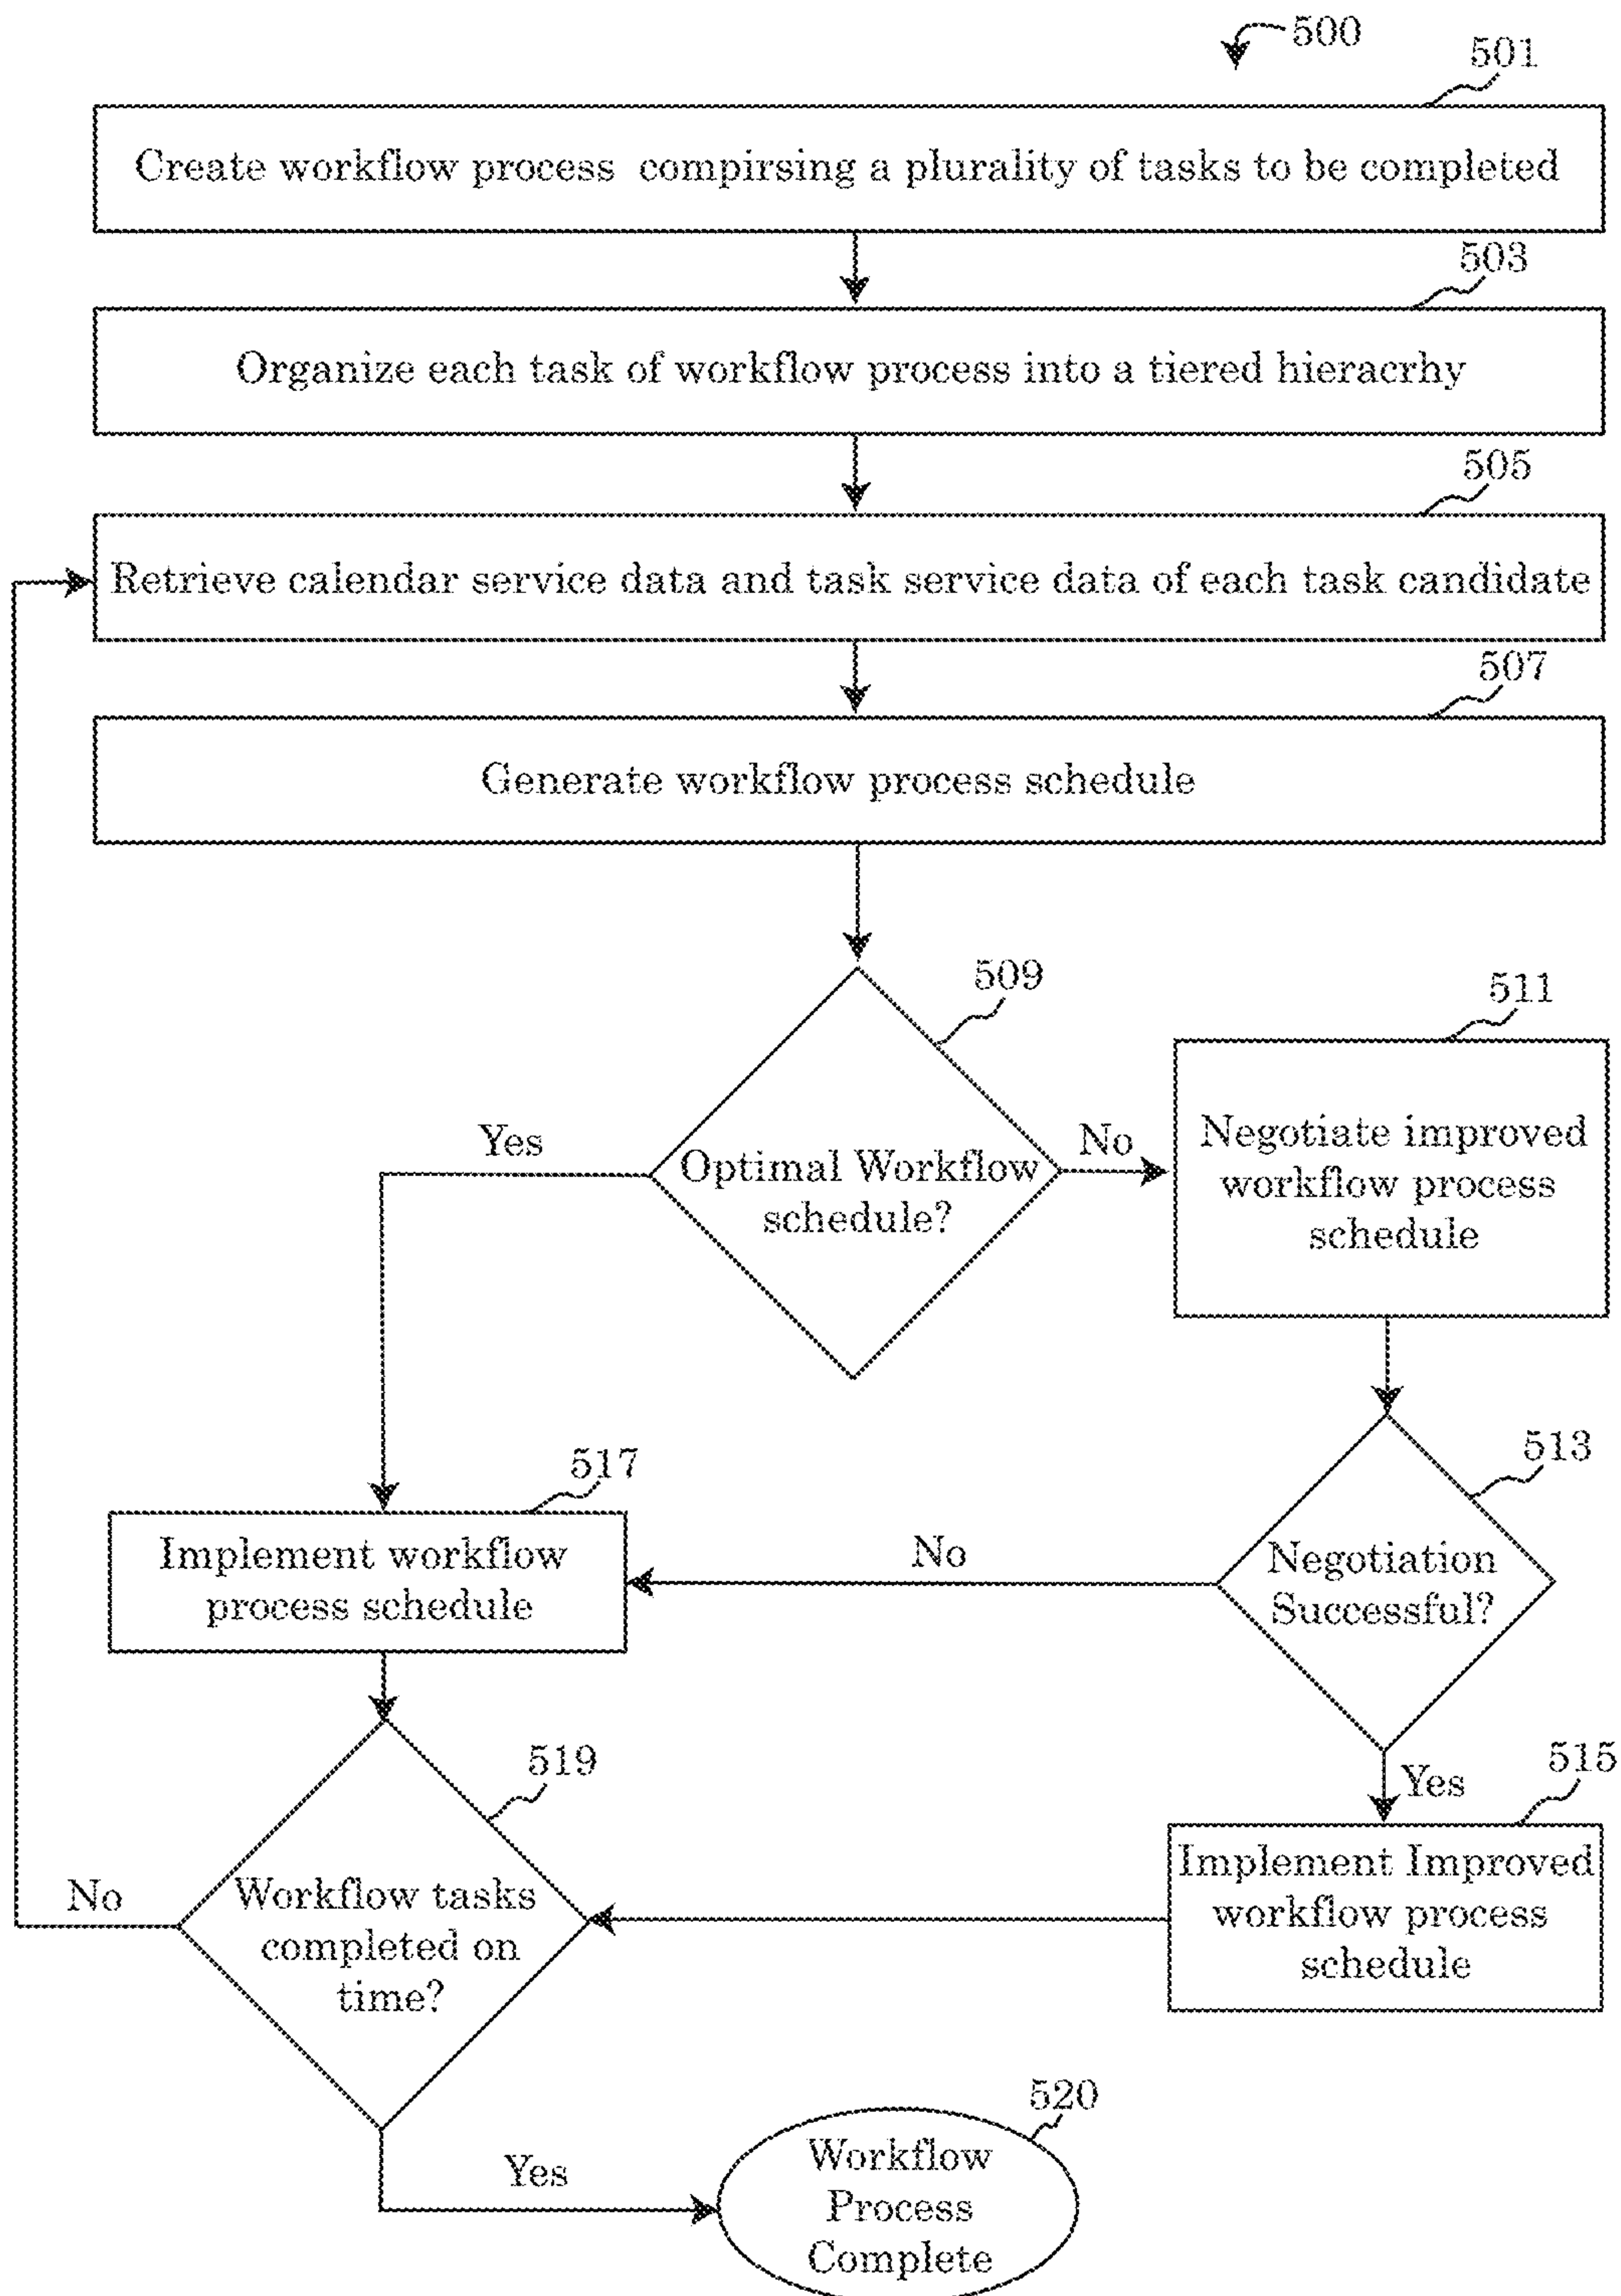 500
501
Create workflow process compirsing a plurality of tasks to be completed
503
Organize each task of workflow process into a tiered hieracrhy
505
Retrieve calendar service data and task service data of each task candidate
507
Generate workflow process schedule
509
Optimal Workflow
schedule?
Yes
No
511
Negotiate improved
workflow process
schedule
513
Negotiation
Successful?
No
Yes
517
Implement workflow
process schedule
515
Implement Improved
workflow process
schedule
519
Workflow tasks
completed on
time?
No
Yes
520
Workflow
Process
Complete